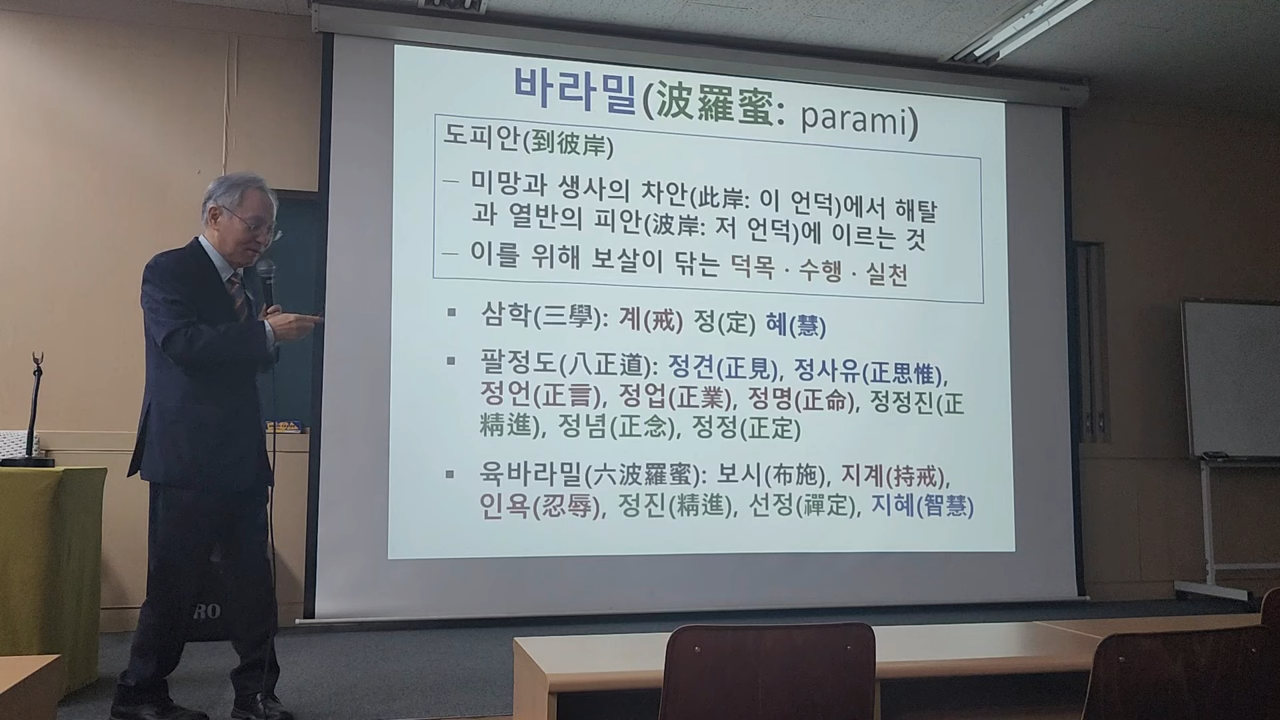 바라밀(波羅蜜: parami)
도피안(到彼岸)
– 미망과 생사의 차안(此岸: 이 언덕)에서 해탈
과 열반의 피안(波岸: 저 언덕)에 이르는 것
– 이를 위해 보살이 닦는 덕목 · 수행 · 실천
▪ 삼학(三學): 계(戒) 정(定) 혜(慧)
▪ 팔정도(八正道): 정견(正見), 정사유(正思惟),
정언(正言), 정업(正業), 정명(正命), 정정진(正
精進), 정념(正念), 정정(正定)
▪ 육바라밀(六波羅蜜): 보시(布施), 지계(持戒),
인욕(忍辱), 정진(精進), 선정(禪定), 지혜(智慧)
RO